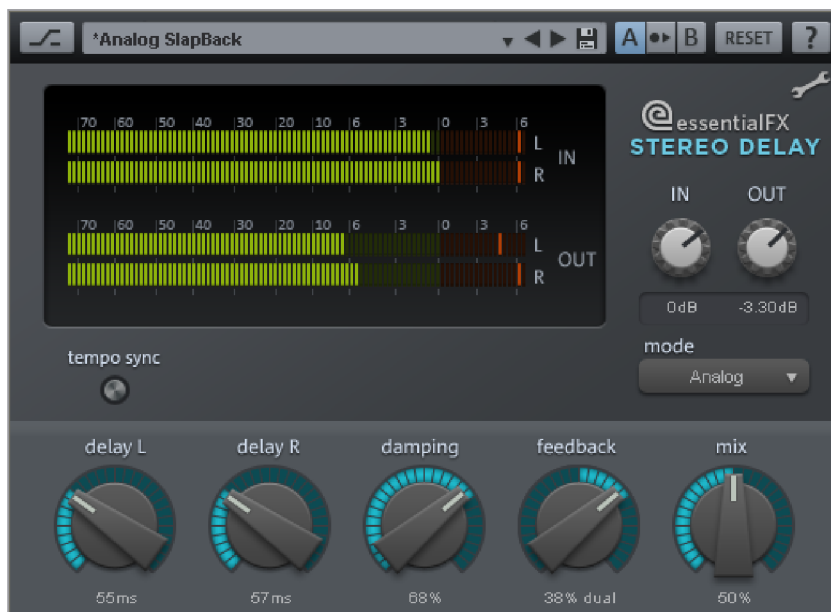 *Analog SlapBack A B RESET ?
70 60 50 40 30 20 10 6 3 0 3 6
L
IN
R
70 60 50 40 30 20 10 6 3 0 3 6
L
OUT
R
essentialFX
STEREO DELAY
IN OUT
0dB -3.30dB
mode
Analog
tempo sync
delay L delay R damping feedback mix
55ms 57ms 68% 38% dual 50%